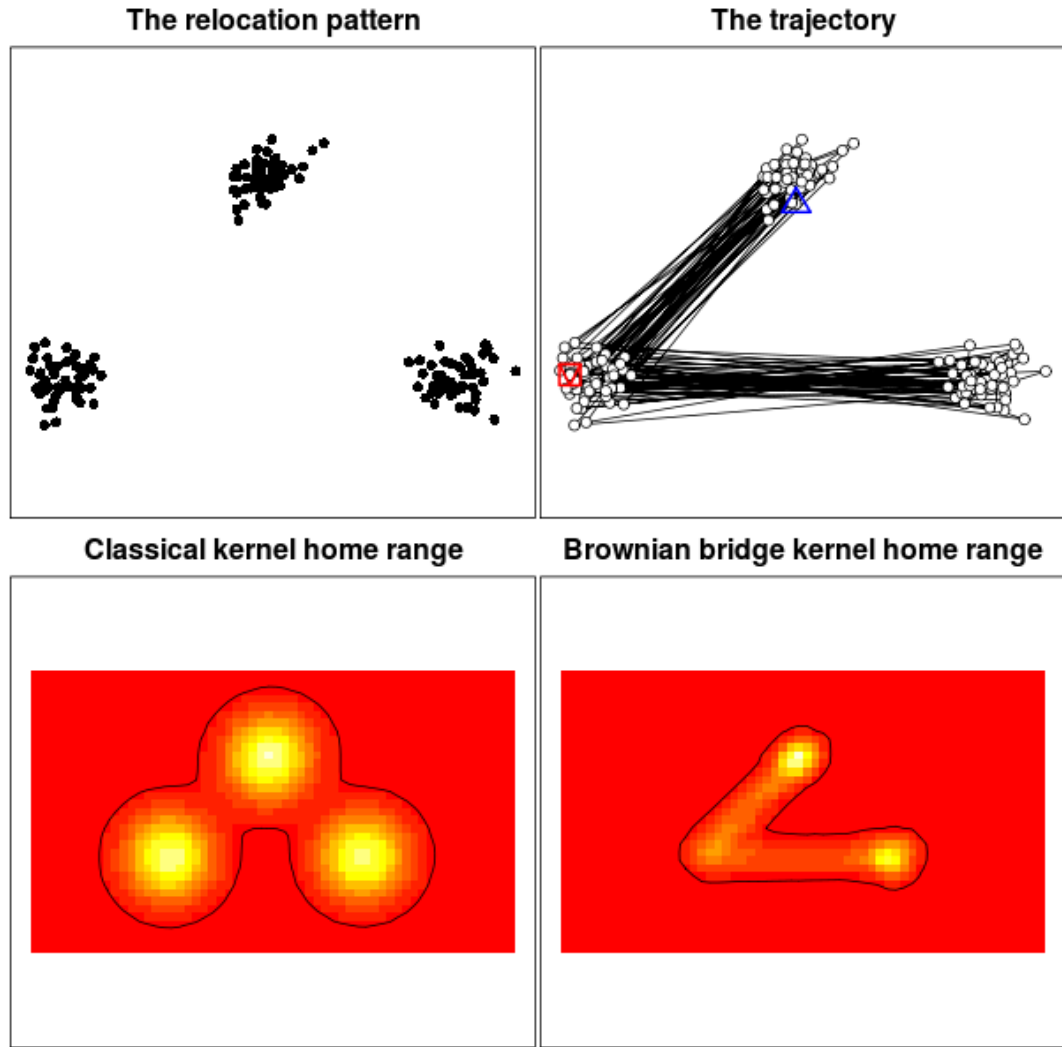 The relocation pattern
The trajectory
Classical kernel home range
Brownian bridge kernel home range